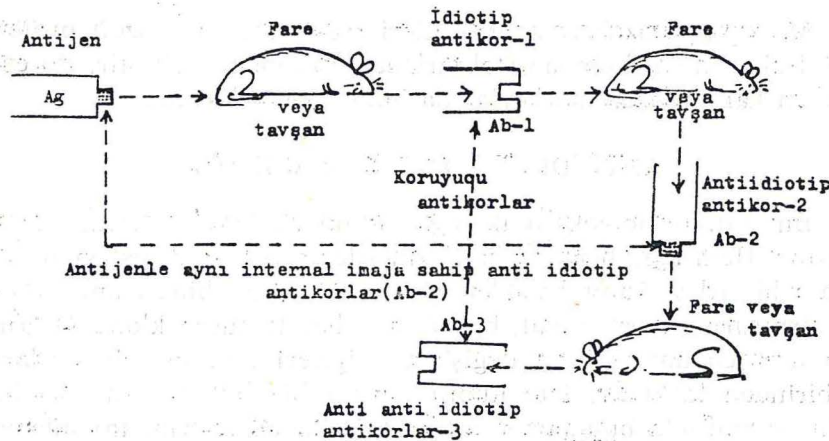 Antijen
Ag
Fare
veya
tavşan
İdiotip
antikor-1
Ab-1
Fare
veya
tavşan
Koruyuqu
antikorlar
Antiidiotip
antikor-2
Ab-2
Antijenle aynı internal imaja sahip anti idiotip
antikorlar(Ab-2)
Ab-3
Fare veya
tavşan
Anti anti idiotip
antikorlar-3